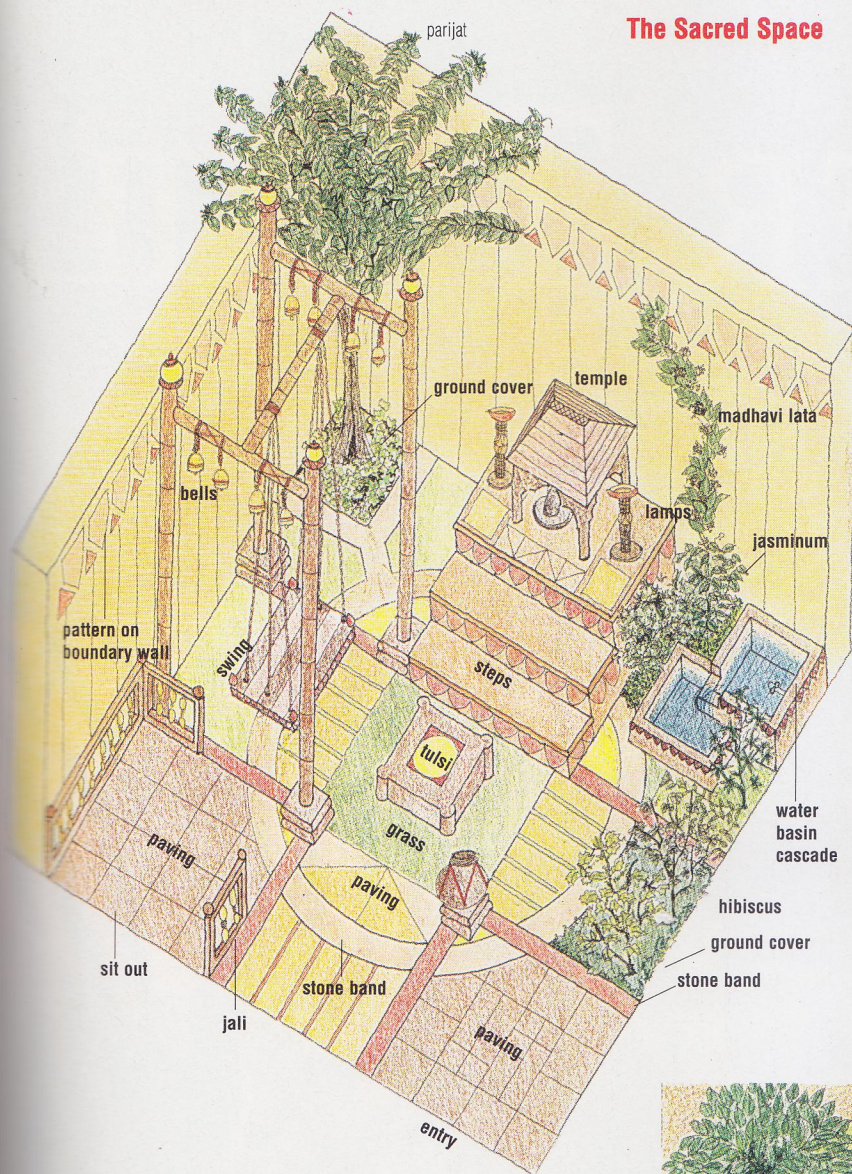 parijat
The Sacred Space
ground cover
temple
madhavi lata
bells
lamps
jasminum
pattern on
boundary wall
swing
steps
tulsi
water
basin
cascade
grass
paving
paving
hibiscus
ground cover
sit out
stone band
stone band
jali
paving
entry